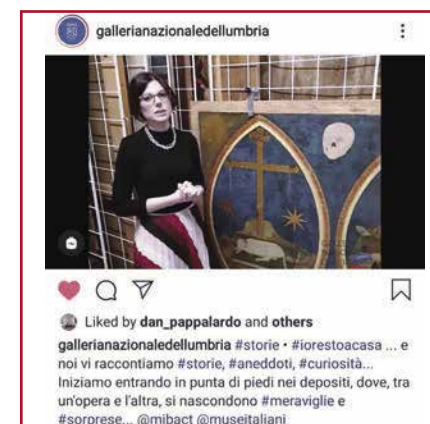 gallerianazionaledellumbria
Liked by dan_pappalardo and others
gallerianazionaledellumbria #storie • #iorestoacasa ... e
noi vi raccontiamo #storie, #aneddoti, #curiosità...
Iniziamo entrando in punta di piedi nei depositi, dove, tra
un'opera e l'altra, si nascondono #meraviglie e
#sorprese... @mibact @museitaliani